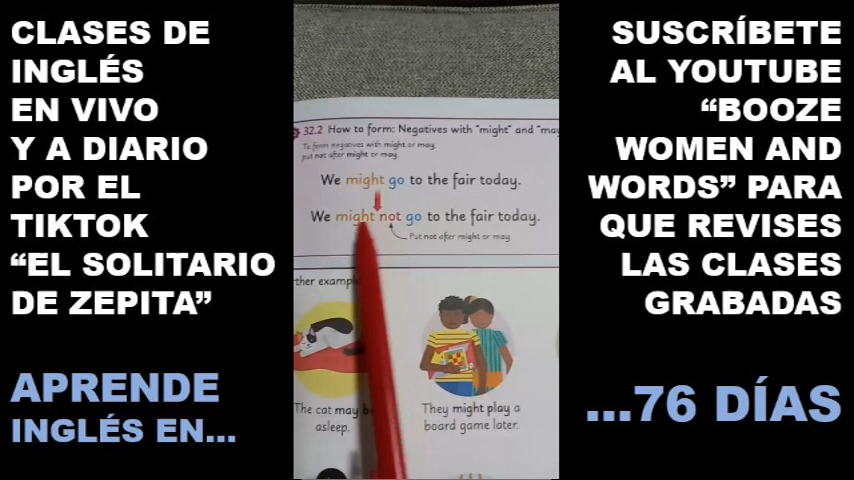 CLASES DE
INGLÉS
EN VIVO
Y A DIARIO
POR EL
TIKTOK
“EL SOLITARIO
DE ZEPITA”
APRENDE
INGLÉS EN...
32.2 How to form: Negatives with "might" and "may
To form negatives with might or may,
put not after might or may.
We might go to the fair today.
We might not go to the fair today.
Put not after might or may.
ther example
The cat may b
asleep.
They might play a
board game later.
SUSCRÍBETE
AL YOUTUBE
“BOOZE
WOMEN AND
WORDS” PARA
QUE REVISES
LAS CLASES
GRABADAS
...76 DÍAS